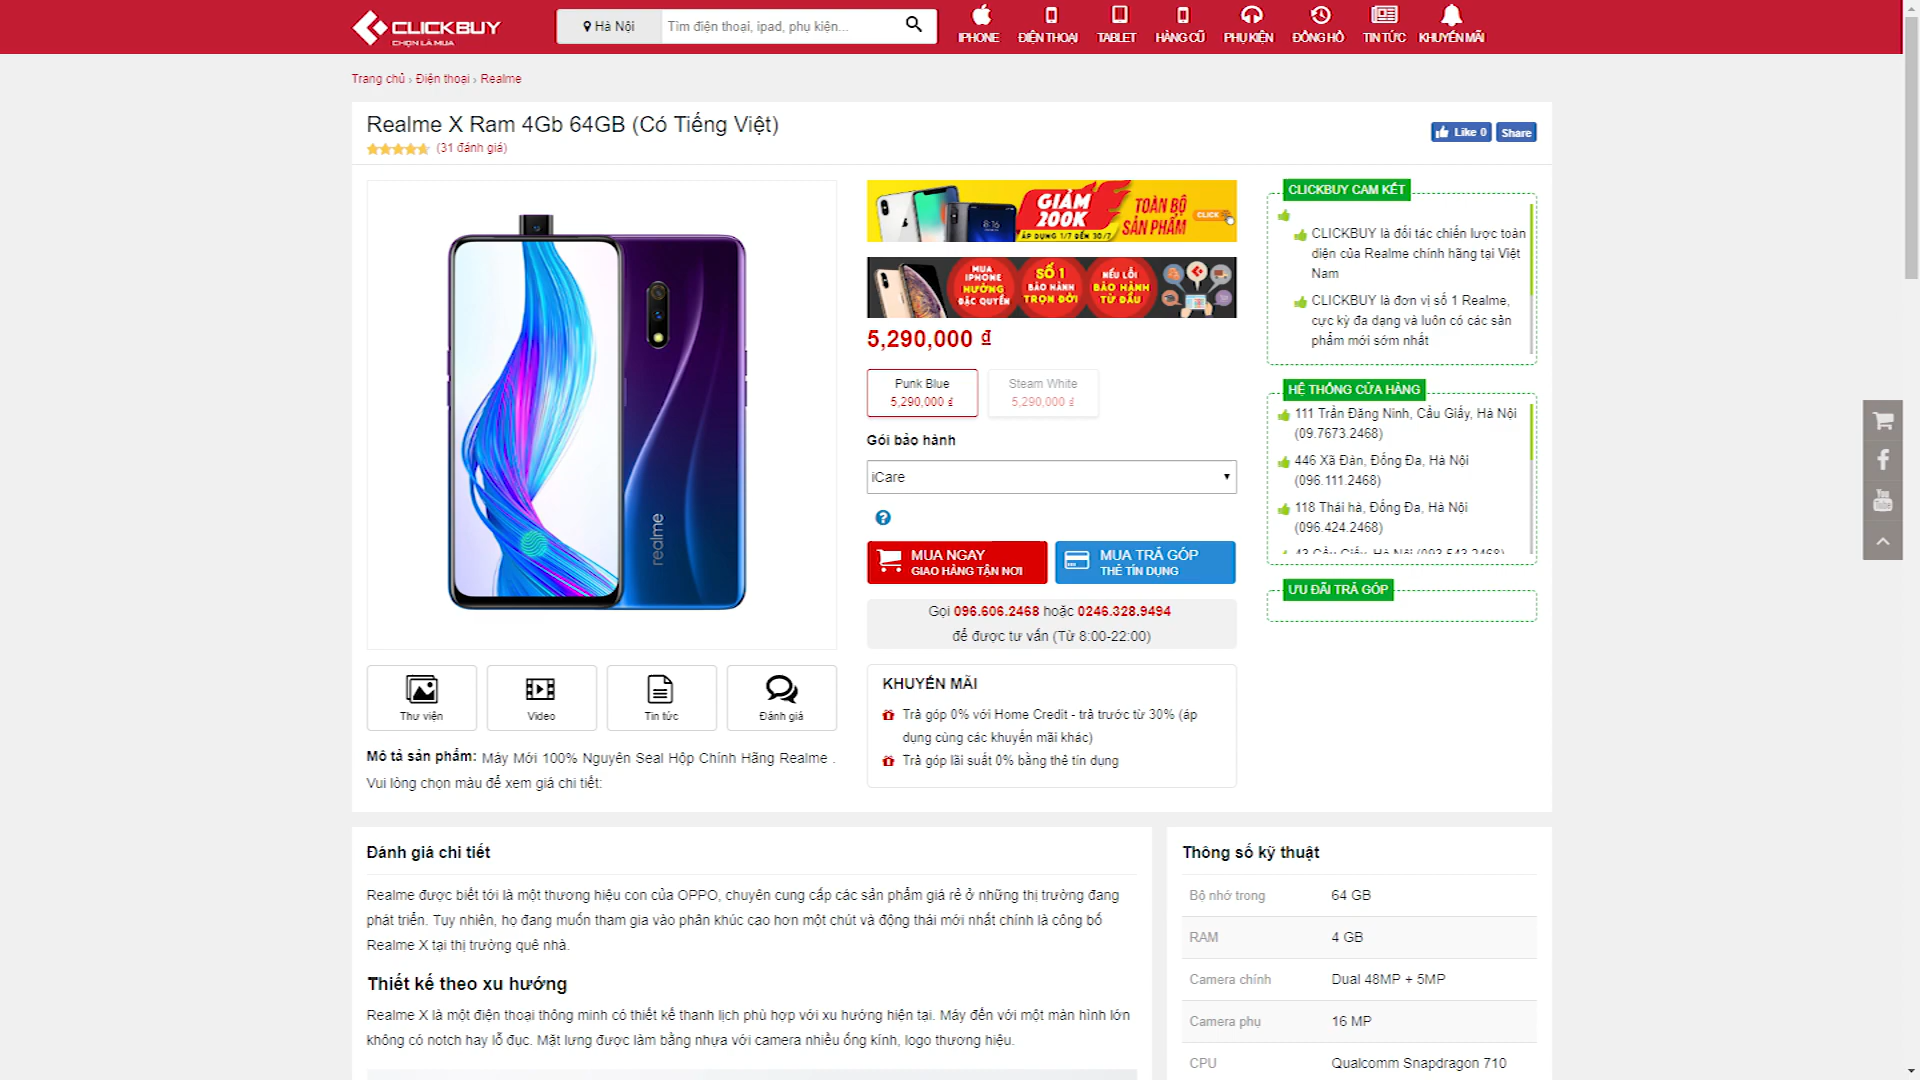 CLICKBUY
CHỌN LÀ MUA
Hà Nội
Tìm điện thoại, ipad, phụ kiện...
IPHONE
ĐIỆN THOẠI
TABLET
HÀNG CŨ
PHỤ KIỆN
ĐỒNG HỒ
TIN TỨC
KHUYẾN MÃI
Trang chủ › Điện thoại › Realme
Realme X Ram 4Gb 64GB (Có Tiếng Việt)
(31 đánh giá)
Like 0
Share
realme
Thư viện
Video
Tin tức
Đánh giá
Mô tả sản phẩm: Máy Mới 100% Nguyên Seal Hộp Chính Hãng Realme .
Vui lòng chọn màu để xem giá chi tiết:
8:16
GIẢM
200K
ÁP DỤNG 1/7 ĐẾN 30/7
TOÀN BỘ
SẢN PHẨM
CLICK
MUA
IPHONE
HƯỞNG
ĐẶC QUYỀN
SỐ 1
BẢO HÀNH
TRỌN ĐỜI
NẾU LỖI
BẢO HÀNH
TỪ ĐẦU
5,290,000 ₫
Punk Blue
5,290,000 ₫
Steam White
5,290,000 ₫
Gói bảo hành
iCare
MUA NGAY
GIAO HÀNG TẬN NƠI
MUA TRẢ GÓP
THẺ TÍN DỤNG
Gọi 096.606.2468 hoặc 0246.328.9494
để được tư vấn (Từ 8:00-22:00)
KHUYẾN MÃI
Trả góp 0% với Home Credit - trả trước từ 30% (áp
dụng cùng các khuyến mãi khác)
Trả góp lãi suất 0% bằng thẻ tín dụng
CLICKBUY CAM KẾT
CLICKBUY là đối tác chiến lược toàn
diện của Realme chính hãng tại Việt
Nam
CLICKBUY là đơn vị số 1 Realme,
cực kỳ đa dạng và luôn có các sản
phẩm mới sớm nhất
HỆ THỐNG CỬA HÀNG
111 Trần Đăng Ninh, Cầu Giấy, Hà Nội
(09.7673.2468)
446 Xã Đàn, Đống Đa, Hà Nội
(096.111.2468)
118 Thái hà, Đống Đa, Hà Nội
(096.424.2468)
43 Cầu Giấy, Hà Nội (093.543.2468)
ƯU ĐÃI TRẢ GÓP
You
Tube
Đánh giá chi tiết
Realme được biết tới là một thương hiệu con của OPPO, chuyên cung cấp các sản phẩm giá rẻ ở những thị trường đang
phát triển. Tuy nhiên, họ đang muốn tham gia vào phân khúc cao hơn một chút và động thái mới nhất chính là công bố
Realme X tại thị trường quê nhà.
Thiết kế theo xu hướng
Realme X là một điện thoại thông minh có thiết kế thanh lịch phù hợp với xu hướng hiện tại. Máy đến với một màn hình lớn
không có notch hay lỗ đục. Mặt lưng được làm bằng nhựa với camera nhiều ống kính, logo thương hiệu.
Thông số kỹ thuật
Bộ nhớ trong 64 GB
RAM 4 GB
Camera chính Dual 48MP + 5MP
Camera phụ 16 MP
CPU Qualcomm Snapdragon 710